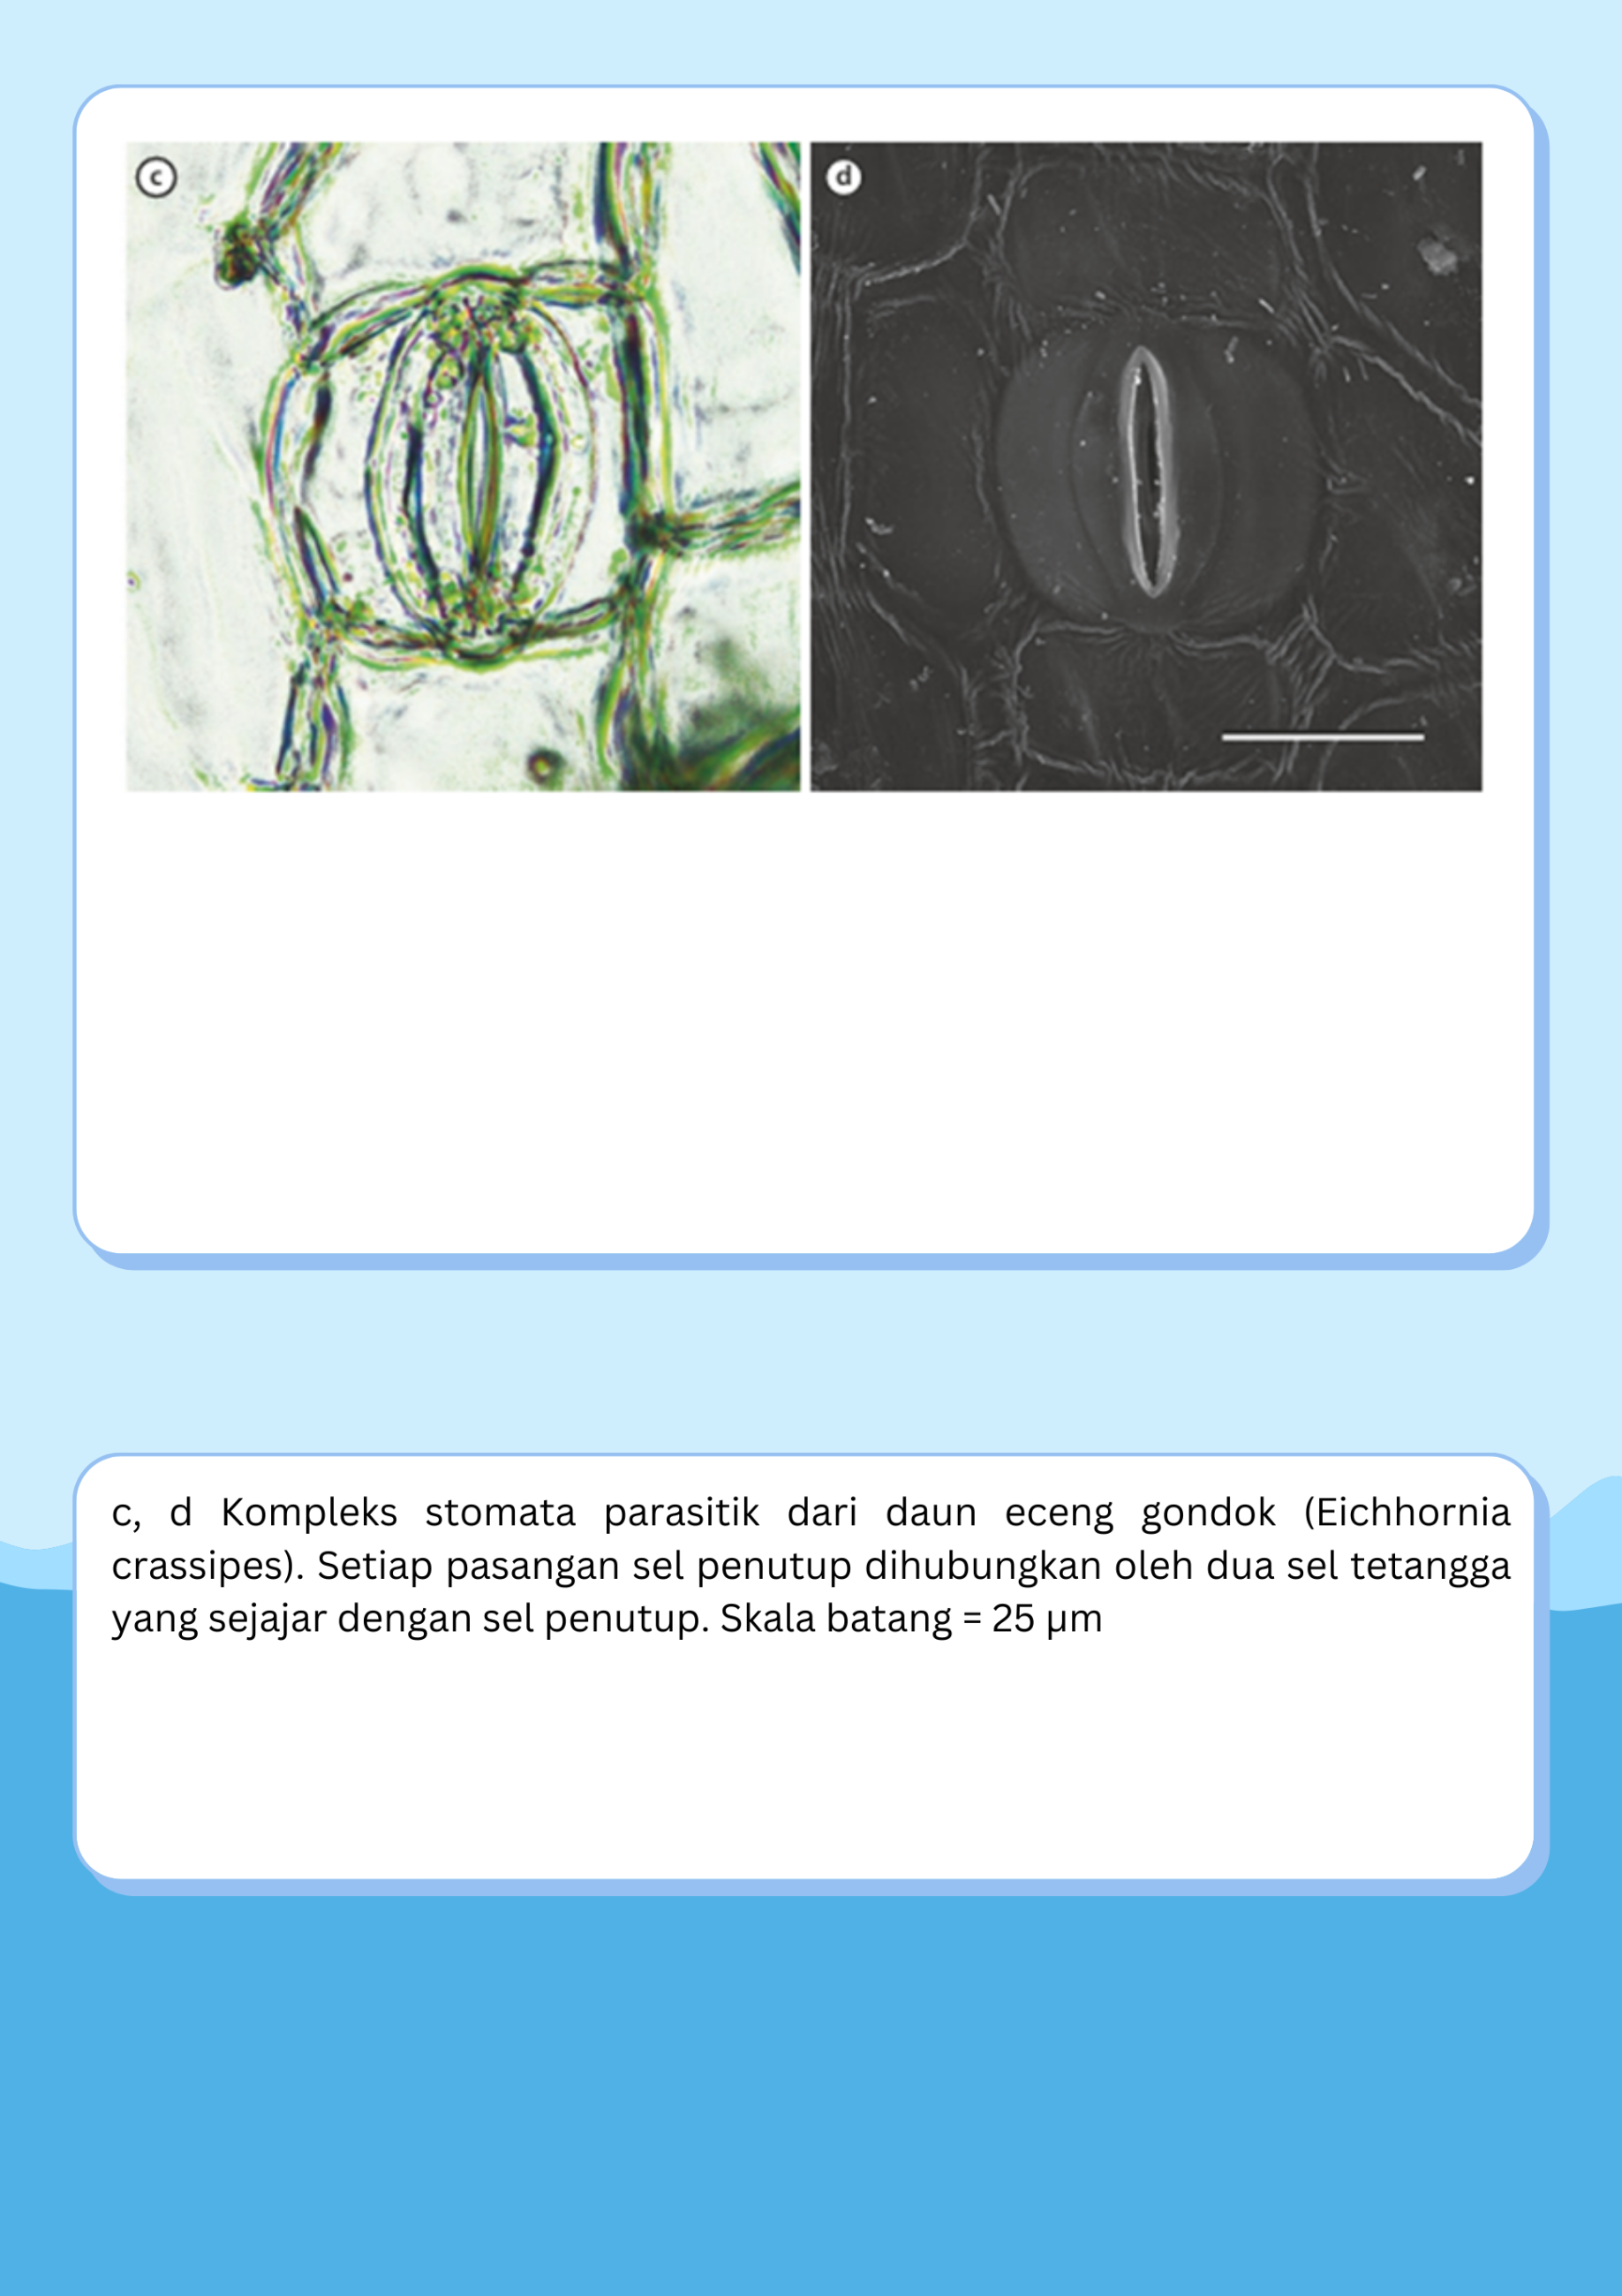 c
d
c, d Kompleks stomata parasitik dari daun eceng gondok (Eichhornia
crassipes). Setiap pasangan sel penutup dihubungkan oleh dua sel tetangga
yang sejajar dengan sel penutup. Skala batang = 25 µm